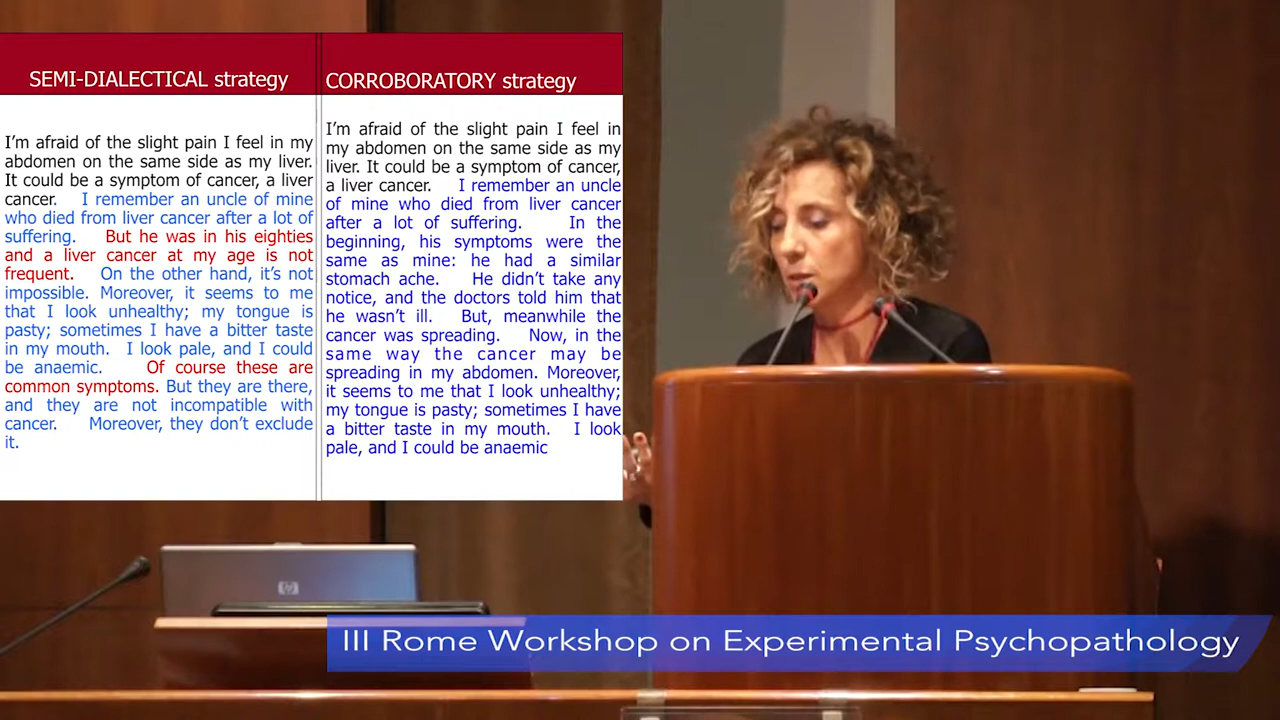 SEMI-DIALECTICAL strategy
I'm afraid of the slight pain I feel in my
abdomen on the same side as my liver.
It could be a symptom of cancer, a liver
cancer. I remember an uncle of mine
who died from liver cancer after a lot of
suffering. But he was in his eighties
and a liver cancer at my age is not
frequent. On the other hand, it's not
impossible. Moreover, it seems to me
that I look unhealthy; my tongue is
pasty; sometimes I have a bitter taste
in my mouth. I look pale, and I could
be anaemic. Of course these are
common symptoms. But they are there,
and they are not incompatible with
cancer. Moreover, they don't exclude
it.
CORROBORATORY strategy
I'm afraid of the slight pain I feel in
my abdomen on the same side as my
liver. It could be a symptom of cancer,
a liver cancer. I remember an uncle
of mine who died from liver cancer
after a lot of suffering. In the
beginning, his symptoms were the
same as mine: he had a similar
stomach ache. He didn't take any
notice, and the doctors told him that
he wasn't ill. But, meanwhile the
cancer was spreading. Now, in the
same way the cancer may be
spreading in my abdomen. Moreover,
it seems to me that I look unhealthy;
my tongue is pasty; sometimes I have
a bitter taste in my mouth. I look
pale, and I could be anaemic
hp
III Rome Workshop on Experimental Psychopathology